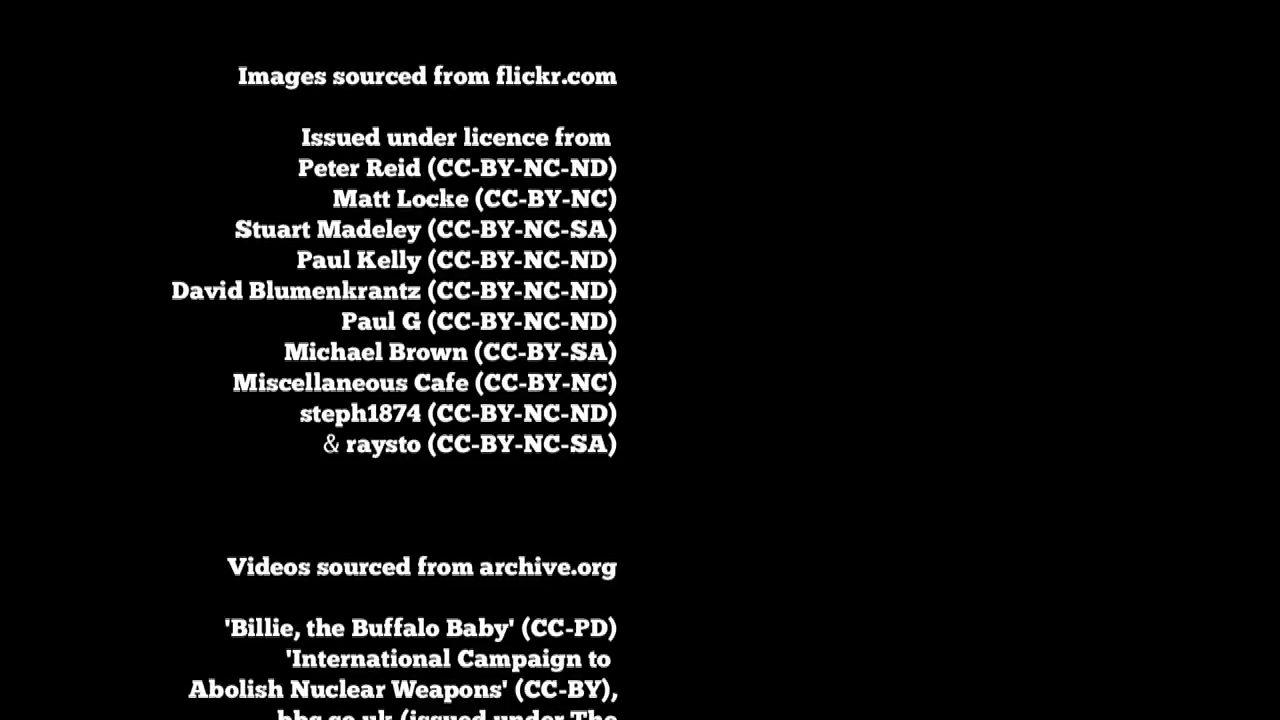 Images sourced from flickr.com
Issued under licence from
Peter Reid (CC-BY-NC-ND)
Matt Locke (CC-BY-NC)
Stuart Madeley (CC-BY-NC-SA)
Paul Kelly (CC-BY-NC-ND)
David Blumenkrantz (CC-BY-NC-ND)
Paul G (CC-BY-NC-ND)
Michael Brown (CC-BY-SA)
Miscellaneous Cafe (CC-BY-NC)
steph1874 (CC-BY-NC-ND)
& raysto (CC-BY-NC-SA)
Videos sourced from archive.org
'Billie, the Buffalo Baby' (CC-PD)
'International Campaign to
Abolish Nuclear Weapons' (CC-BY),
(issued under The